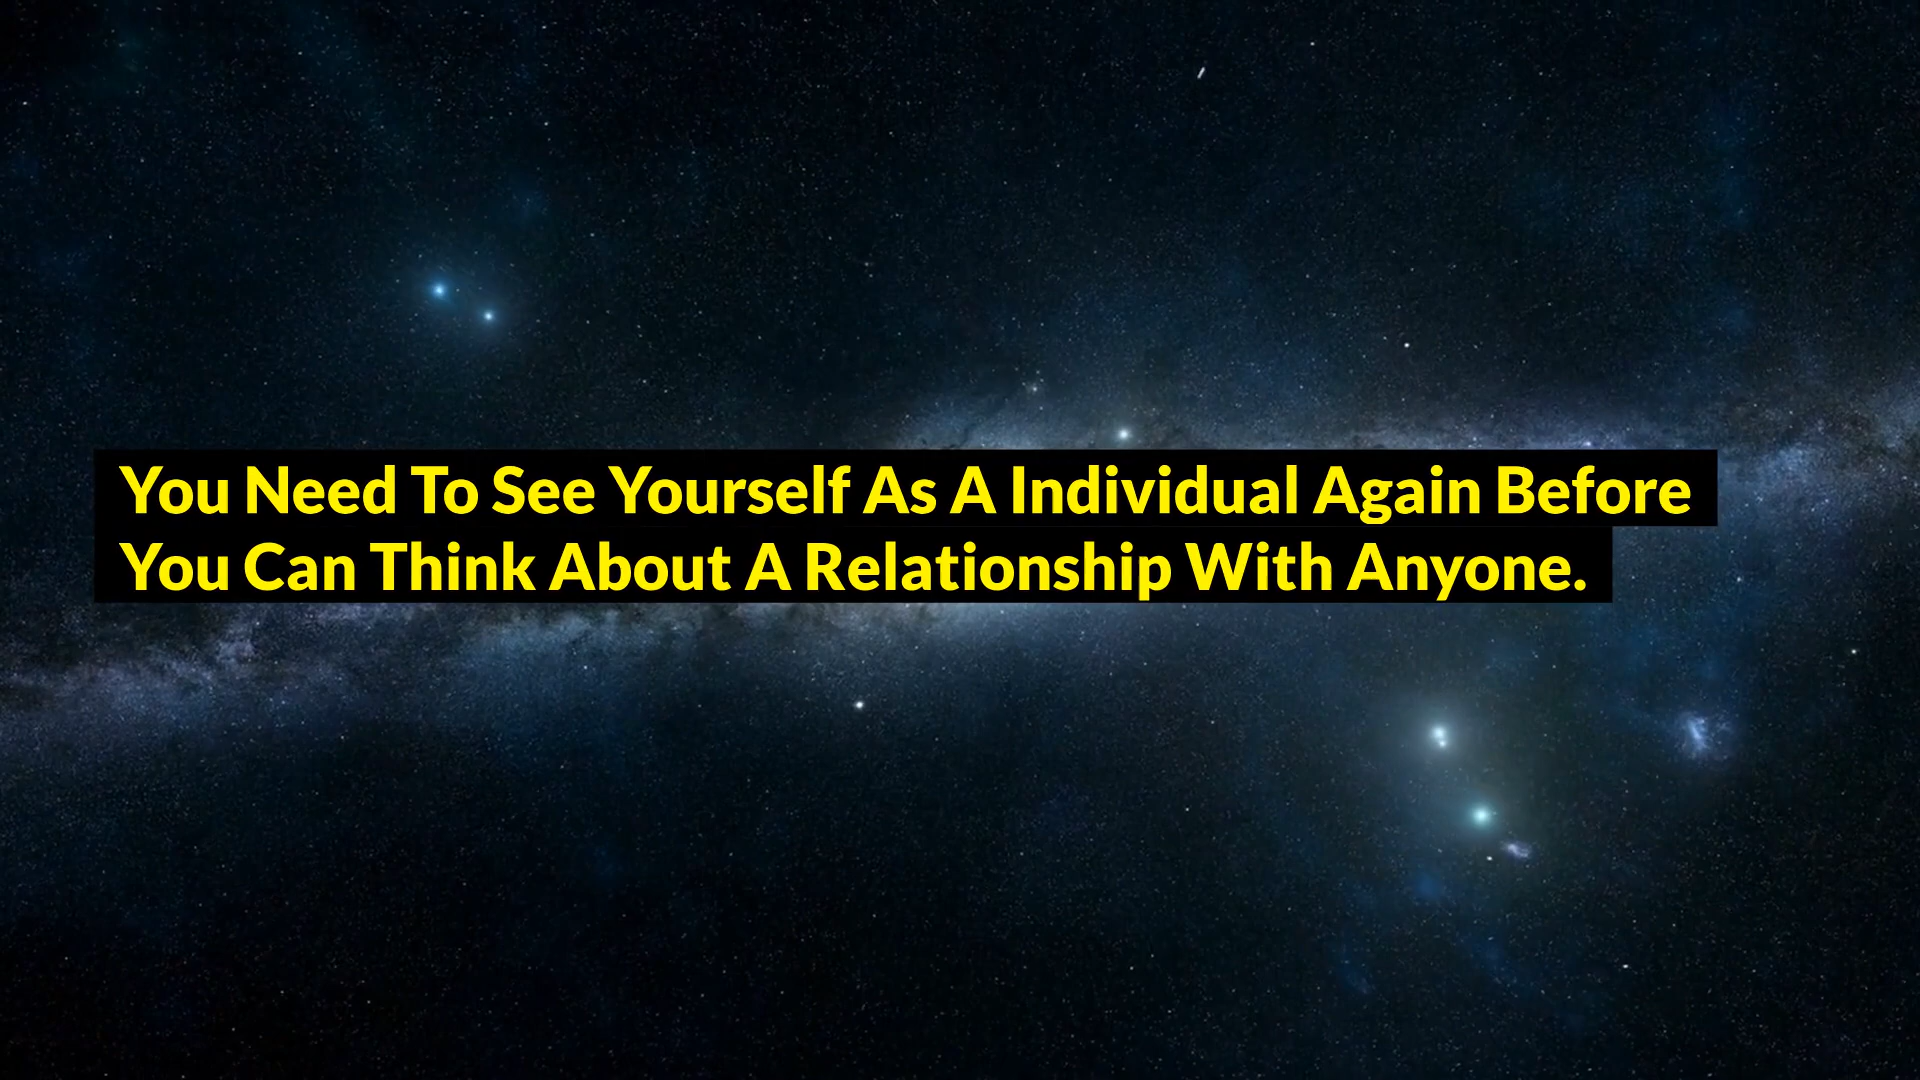 You Need To See Yourself As A Individual Again Before
You Can Think About A Relationship With Anyone.